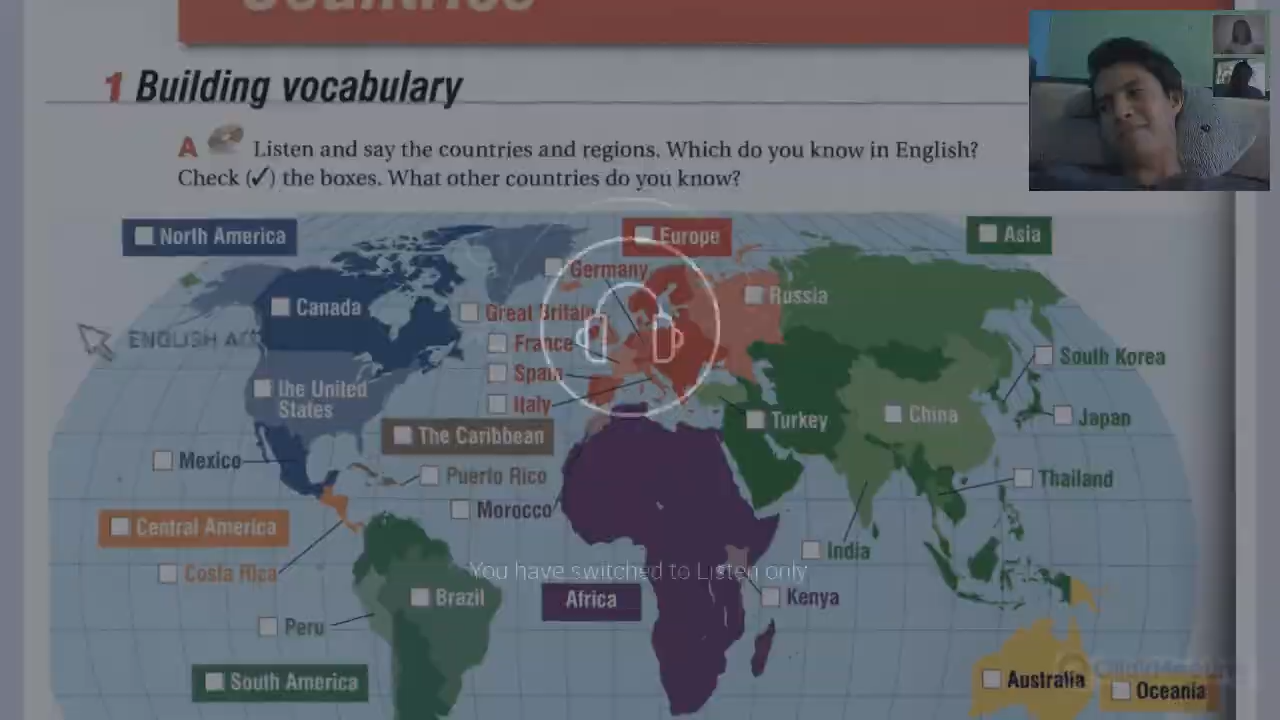 Countries
1 Building vocabulary
A Listen and say the countries and regions. Which do you know in English?
Check (✓) the boxes. What other countries do you know?
North America
Europe
Asia
Germany
Russia
Canada
Great Britain
ENGLISH
France
South Korea
Spain
the United
States
Italy
China
Japan
Turkey
The Caribbean
Mexico
Puerto Rico
Thailand
Morocco
Central America
India
Costa Rica
You have switched to Listen only
Brazil
Africa
Kenya
Peru
South America
Australia
Oceania